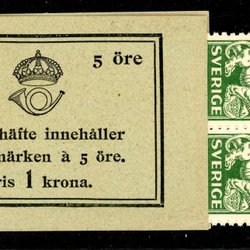 5 öre
häfte innehåller
märken à 5 öre.
ris 1 krona.
SVERIGE
SVERIGE